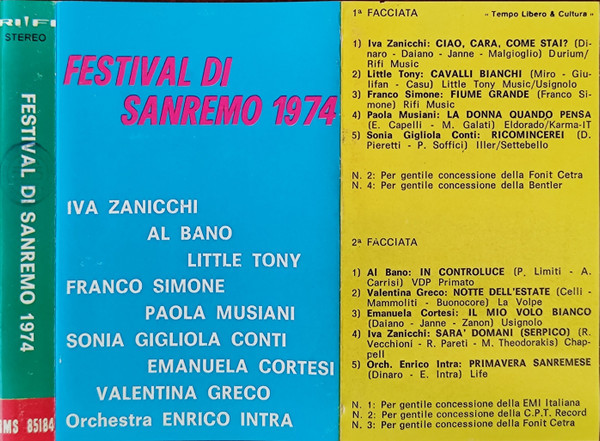 RIFI
STEREO
FESTIVAL DI SANREMO 1974
IMS 85184
FESTIVAL DI
SANREMO 1974
IVA ZANICCHI
AL BANO
LITTLE TONY
FRANCO SIMONE
PAOLA MUSIANI
SONIA GIGLIOLA CONTI
EMANUELA CORTESI
VALENTINA GRECO
Orchestra ENRICO INTRA
1ª FACCIATA « Tempo Libero & Cultura »
1) Iva Zanicchi: CIAO, CARA, COME STAI? (Di-
naro - Daiano - Janne - Malgioglio) Durium/
Rifi Music
2) Little Tony: CAVALLI BIANCHI (Miro - Giu-
lifan - Casu) Little Tony Music/Usignolo
3) Franco Simone: FIUME GRANDE (Franco Si-
mone) Rifi Music
4) Paola Musiani: LA DONNA QUANDO PENSA
(E. Capelli - M. Galati) Eldorado/Karma-IT
5) Sonia Gigliola Conti: RICOMINCEREI (D.
Pieretti - P. Soffici) Iller/Settebello
N. 2: Per gentile concessione della Fonit Cetra
N. 4: Per gentile concessione della Bentler
2ª FACCIATA
1) Al Bano: IN CONTROLUCE (P. Limiti - A.
Carrisi) VDP Primato
2) Valentina Greco: NOTTE DELL'ESTATE (Celli -
Mammoliti - Buonocore) La Volpe
3) Emanuela Cortesi: IL MIO VOLO BIANCO
(Daiano - Janne - Zanon) Usignolo
4) Iva Zanicchi: SARA' DOMANI (SERPICO) (R.
Vecchioni - R. Pareti - M. Theodorakis) Chap-
pell
5) Orch. Enrico Intra: PRIMAVERA SANREMESE
(Dinaro - E. Intra) Life
N. 1: Per gentile concessione della EMI Italiana
N. 2: Per gentile concessione della C.P.T. Record
N. 3: Per gentile concessione della Fonit Cetra